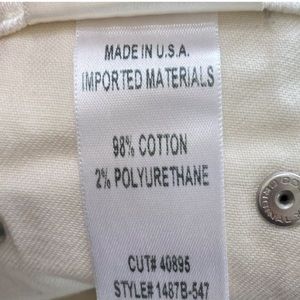 MADE IN U.S.A.
IMPORTED MATERIALS
98% COTTON
2% POLYURETHANE
CUT# 40895
STYLE# 1487B-547